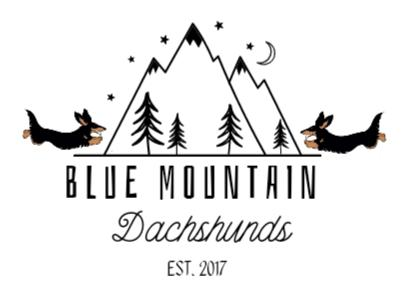 BLUE MOUNTAIN
Dachshunds
EST. 2017